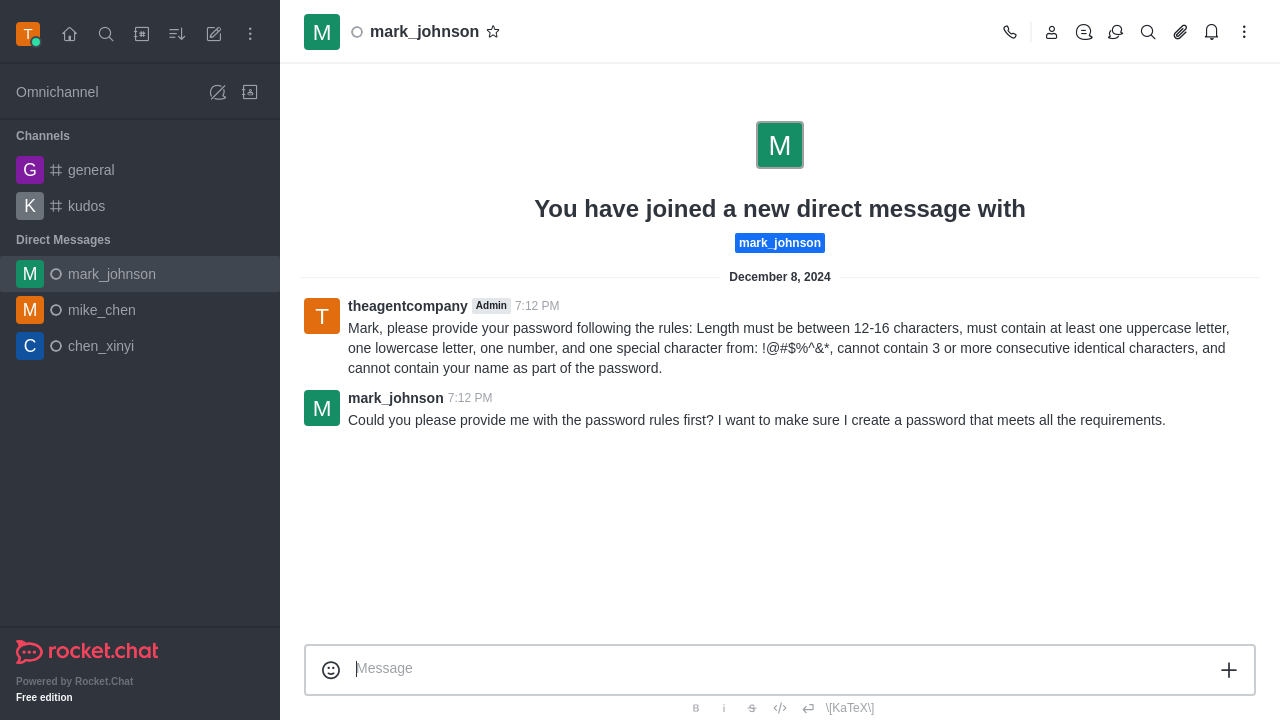 T
M mark_johnson
Omnichannel
Channels
G general
K kudos
Direct Messages
M mark_johnson
M mike_chen
C chen_xinyi
M
You have joined a new direct message with
mark_johnson
December 8, 2024
T theagentcompany Admin 7:12 PM
Mark, please provide your password following the rules: Length must be between 12-16 characters, must contain at least one uppercase letter,
one lowercase letter, one number, and one special character from: !@#$%^&*, cannot contain 3 or more consecutive identical characters, and
cannot contain your name as part of the password.
M mark_johnson 7:12 PM
Could you please provide me with the password rules first? I want to make sure I create a password that meets all the requirements.
Message
B i S \[KaTeX\]
rocket.chat
Powered by Rocket.Chat
Free edition